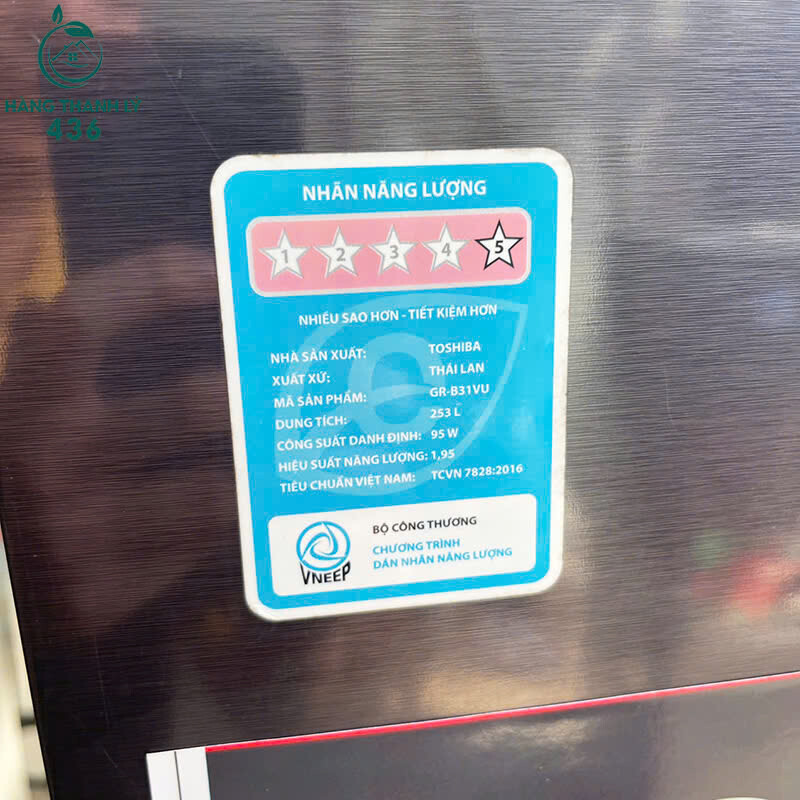 HÀNG THANH LÝ
436
NHÃN NĂNG LƯỢNG
1 2 3 4 5
NHIỀU SAO HƠN - TIẾT KIỆM HƠN
NHÀ SẢN XUẤT: TOSHIBA
XUẤT XỨ: THÁI LAN
MÃ SẢN PHẨM: GR-B31VU
DUNG TÍCH: 253 L
CÔNG SUẤT DANH ĐỊNH: 95 W
HIỆU SUẤT NĂNG LƯỢNG: 1,95
TIÊU CHUẨN VIỆT NAM: TCVN 7828:2016
BỘ CÔNG THƯƠNG
CHƯƠNG TRÌNH
DÁN NHÃN NĂNG LƯỢNG
VNEEP